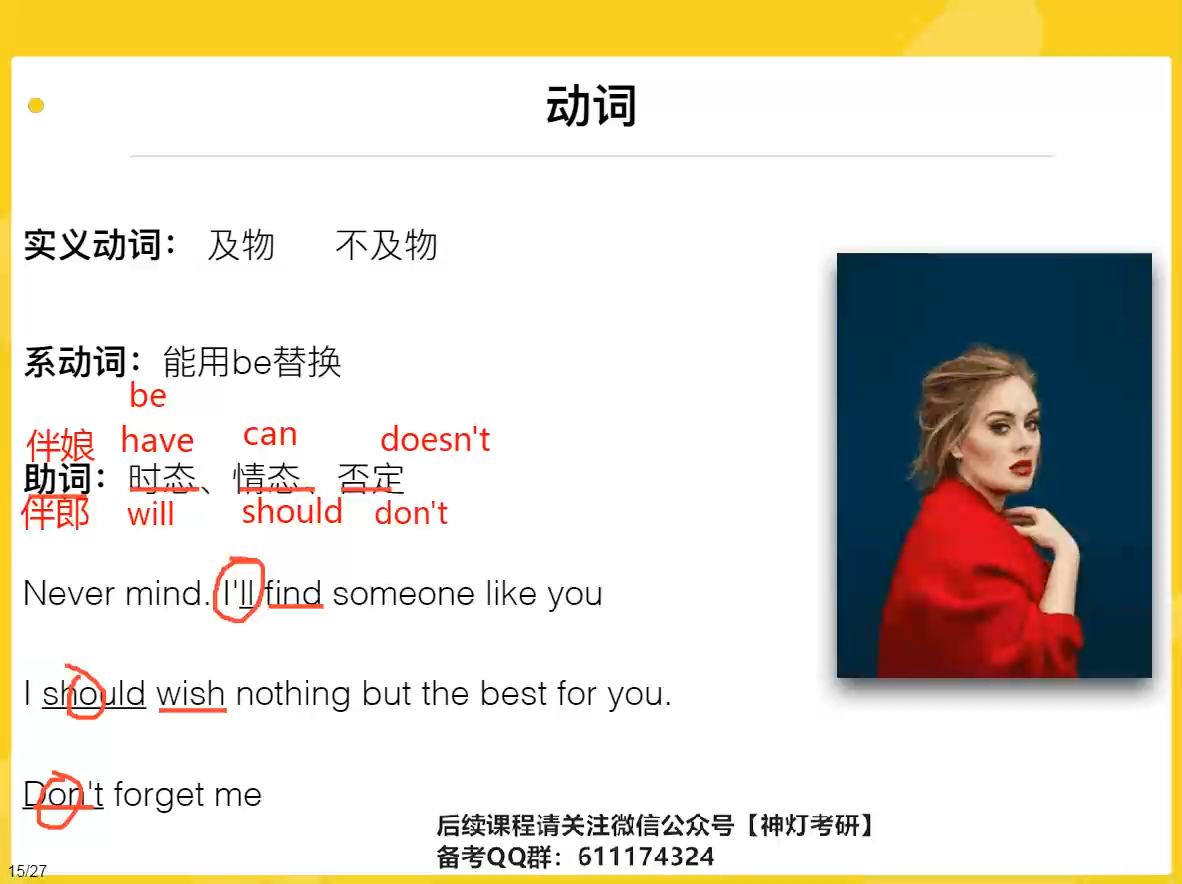 动词
实义动词： 及物 不及物
系动词：能用be替换
be
伴娘 have can doesn't
助词：时态、情态、否定
伴郎 will should don't
Never mind. I'll find someone like you
I should wish nothing but the best for you.
Don't forget me
后续课程请关注微信公众号【神灯考研】
备考QQ群：611174324
15/27